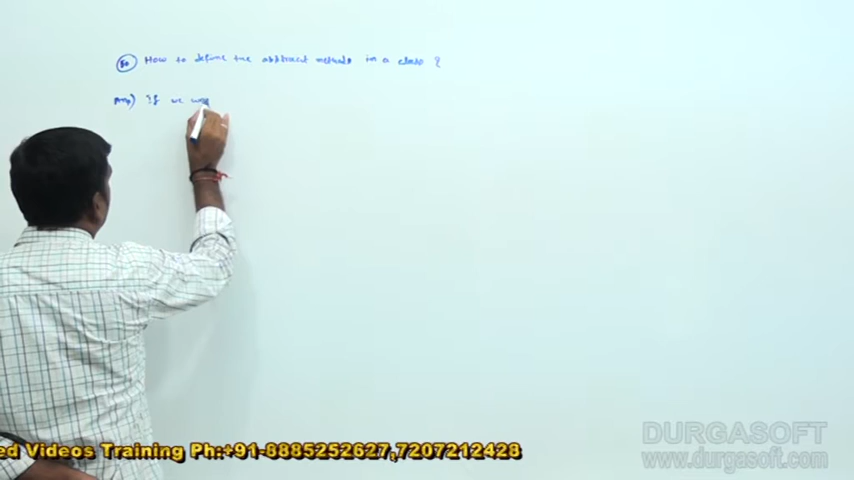 80 How to define the abstract methods in a class ?
Ans) If we
ed Videos Training Ph:+91-8885252627,7207212428
DURGASOFT
www.durgasoft.com